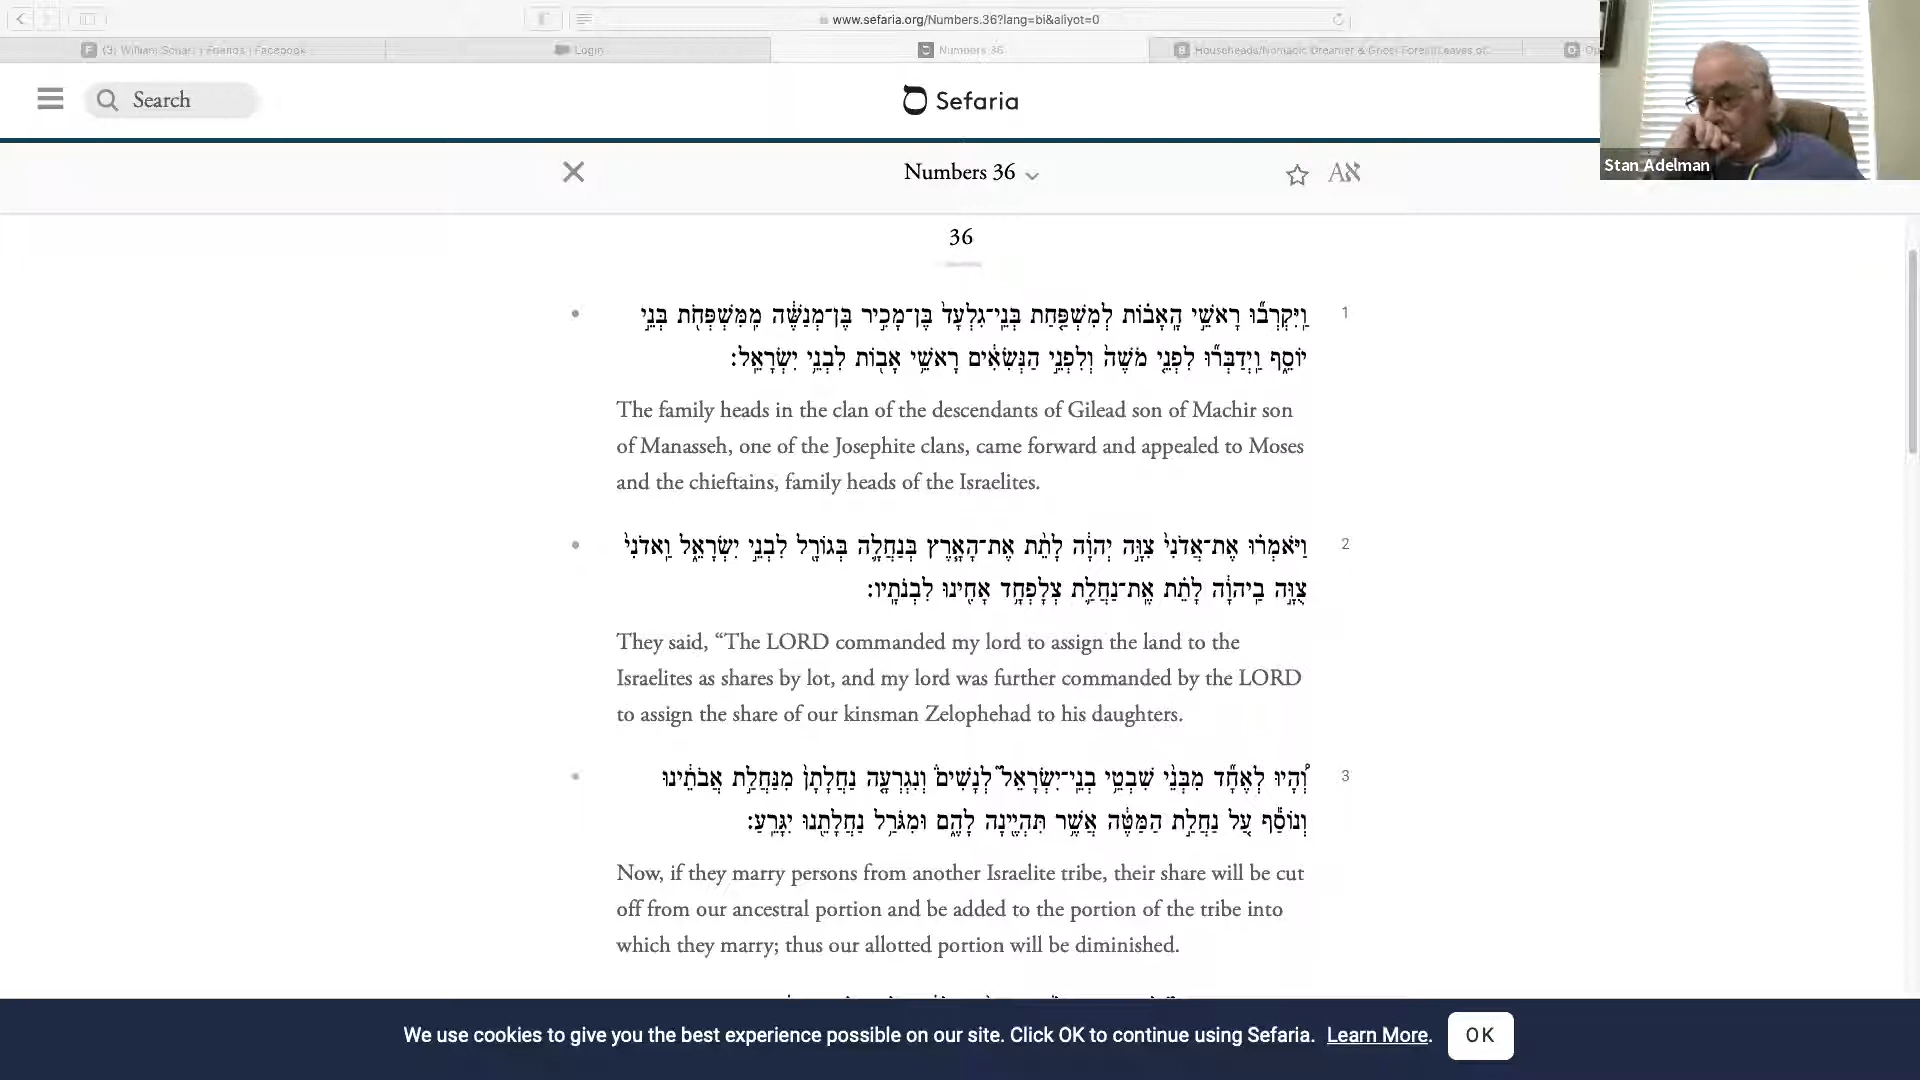 www.sefaria.org/Numbers.36?lang=bi&aliyot=0
Login
Numbers 36
Search
Sefaria
Numbers 36
Stan Adelman
36
וַֽיִּקְרְב֞וּ רָאשֵׁ֣י הָֽאָב֗וֹת לְמִשְׁפַּ֤חַת בְּנֵֽי־גִלְעָד֙ בֶּן־מָכִ֣יר בֶּן־מְנַשֶּׁ֔ה מִֽמִּשְׁפְּחֹ֖ת בְּנֵ֣י 1
יוֹסֵ֑ף וַֽיְדַבְּר֞וּ לִפְנֵ֤י מֹשֶׁה֙ וְלִפְנֵ֣י הַנְּשִׂאִ֔ים רָאשֵׁ֥י אָב֖וֹת לִבְנֵ֥י יִשְׂרָאֵֽל׃
The family heads in the clan of the descendants of Gilead son of Machir son
of Manasseh, one of the Josephite clans, came forward and appealed to Moses
and the chieftains, family heads of the Israelites.
וַיֹּאמְר֗וּ אֶת־אֲדֹנִי֙ צִוָּ֣ה יְהוָ֔ה לָתֵ֨ת אֶת־הָאָ֧רֶץ בְּנַחֲלָ֛ה בְּגוֹרָ֖ל לִבְנֵ֣י יִשְׂרָאֵ֑ל וַֽאדֹנִי֙ 2
צֻוָּ֣ה בַֽיהוָ֔ה לָתֵ֗ת אֶֽת־נַחֲלַ֛ת צְלָפְחָ֥ד אָחִ֖ינוּ לִבְנֹתָֽיו׃
They said, “The LORD commanded my lord to assign the land to the
Israelites as shares by lot, and my lord was further commanded by the LORD
to assign the share of our kinsman Zelophehad to his daughters.
וְ֠הָיוּ לְאֶחָ֞ד מִבְּנֵ֨י שִׁבְטֵ֥י בְנֵֽי־יִשְׂרָאֵל֮ לְנָשִׁים֒ וְנִגְרְעָ֤ה נַחֲלָתָן֙ מִנַּחֲלַ֣ת אֲבֹתֵ֔ינוּ 3
וְנוֹסַ֕ף עַ֚ל נַחֲלַ֣ת הַמַּטֶּ֔ה אֲשֶׁ֥ר תִּהְיֶ֖ינָה לָהֶ֑ם וּמִגֹּרַ֥ל נַחֲלָתֵ֖נוּ יִגָּרֵֽעַ׃
Now, if they marry persons from another Israelite tribe, their share will be cut
off from our ancestral portion and be added to the portion of the tribe into
which they marry; thus our allotted portion will be diminished.
We use cookies to give you the best experience possible on our site. Click OK to continue using Sefaria. Learn More. OK